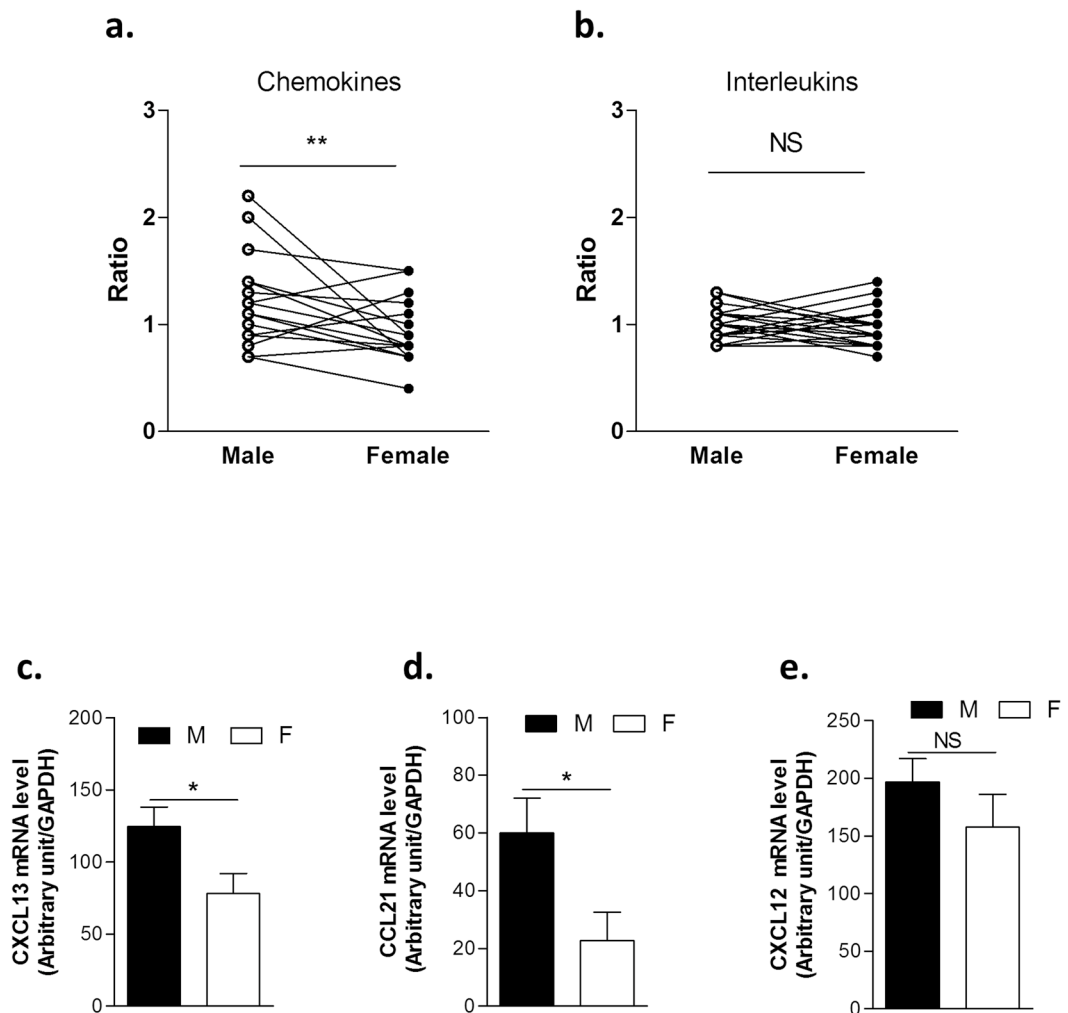 a.
Chemokines
3
2
1
0
Ratio
**
Male Female
b.
Interleukins
3
2
1
0
Ratio
NS
Male Female
c.
200
150
100
50
0
CXCL13 mRNA level
(Arbitrary unit/GAPDH)
M F
*
d.
100
80
60
40
20
0
CCL21 mRNA level
(Arbitrary unit/GAPDH)
M F
*
e.
250
200
150
100
50
0
CXCL12 mRNA level
(Arbitrary unit/GAPDH)
M F
NS